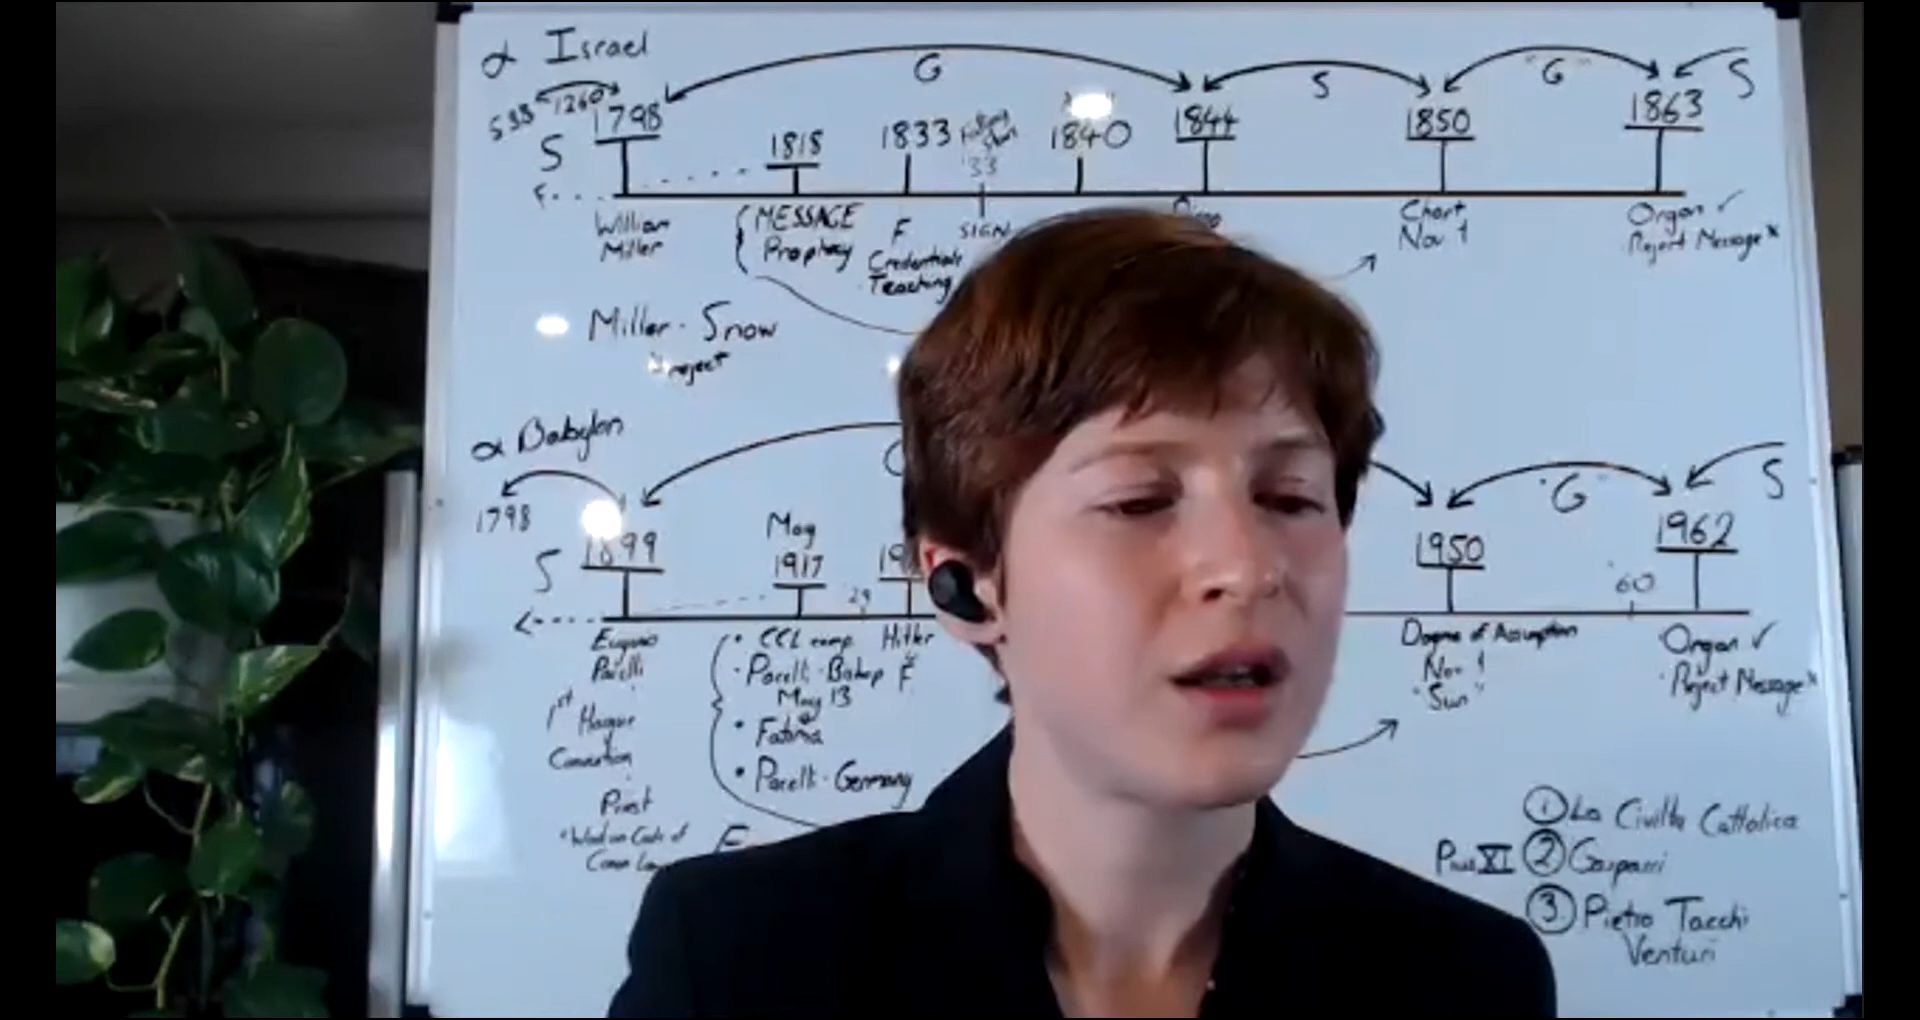 α Israel
G
S
"G"
S
538
1260
1798
1818
1833
1840
1844
1850
1863
S
33
William
Miller
MESSAGE
Prophecy
F
Credentials
Teaching
SIGN
Chart
Nov 1
Organ ✓
Reject Message x
Miller - Snow
α Babylon
"G"
S
1798
S
1899
May
1917
29
19
1950
'60
1962
Eugenio
Pacelli
1st Hague
Convention
Priest
Canon Law
• CCL comp
• Pacelli - Bishop
May 13
• Fatima
• Pacelli - Germany
Hitler
F
E
Dogma of Assumption
Nov 1
"Sun"
Organ ✓
Reject Message x
① La Civilta Cattolica
Pius XI ② Gasparri
③ Pietro Tacchi
Venturi